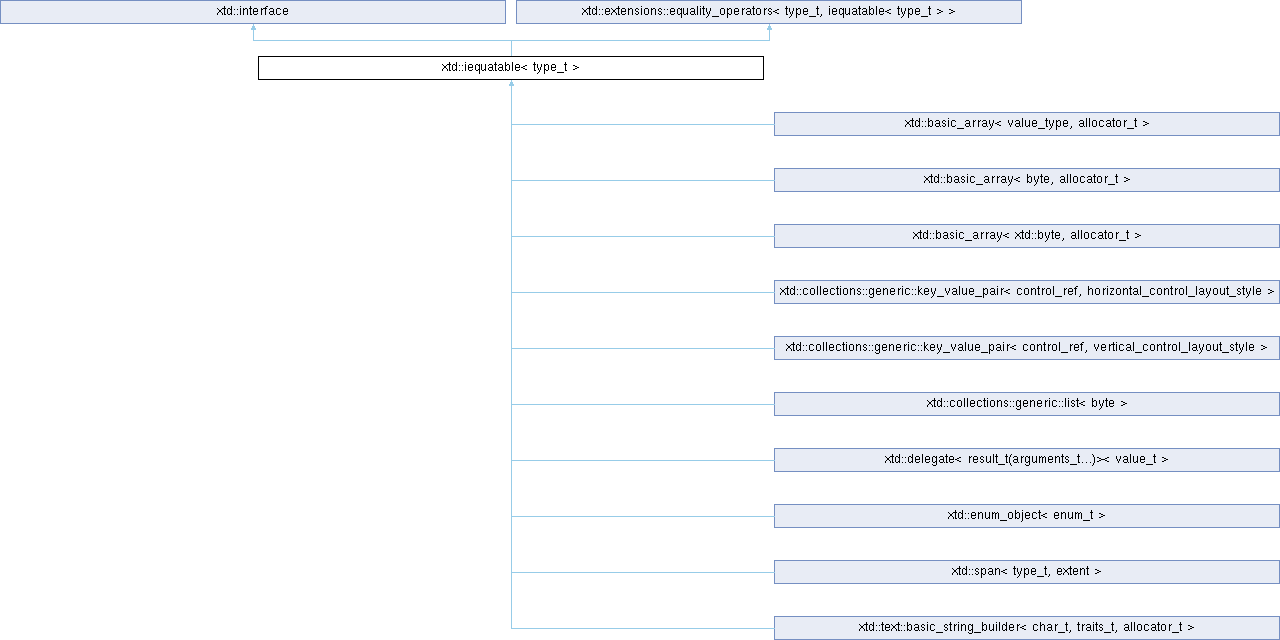 xtd::interface
xtd::extensions::equality_operators< type_t, iequatable< type_t > >
xtd::iequatable< type_t >
xtd::basic_array< value_type, allocator_t >
xtd::basic_array< byte, allocator_t >
xtd::basic_array< xtd::byte, allocator_t >
xtd::collections::generic::key_value_pair< control_ref, horizontal_control_layout_style >
xtd::collections::generic::key_value_pair< control_ref, vertical_control_layout_style >
xtd::collections::generic::list< byte >
xtd::delegate< result_t(arguments_t...)>< value_t >
xtd::enum_object< enum_t >
xtd::span< type_t, extent >
xtd::text::basic_string_builder< char_t, traits_t, allocator_t >